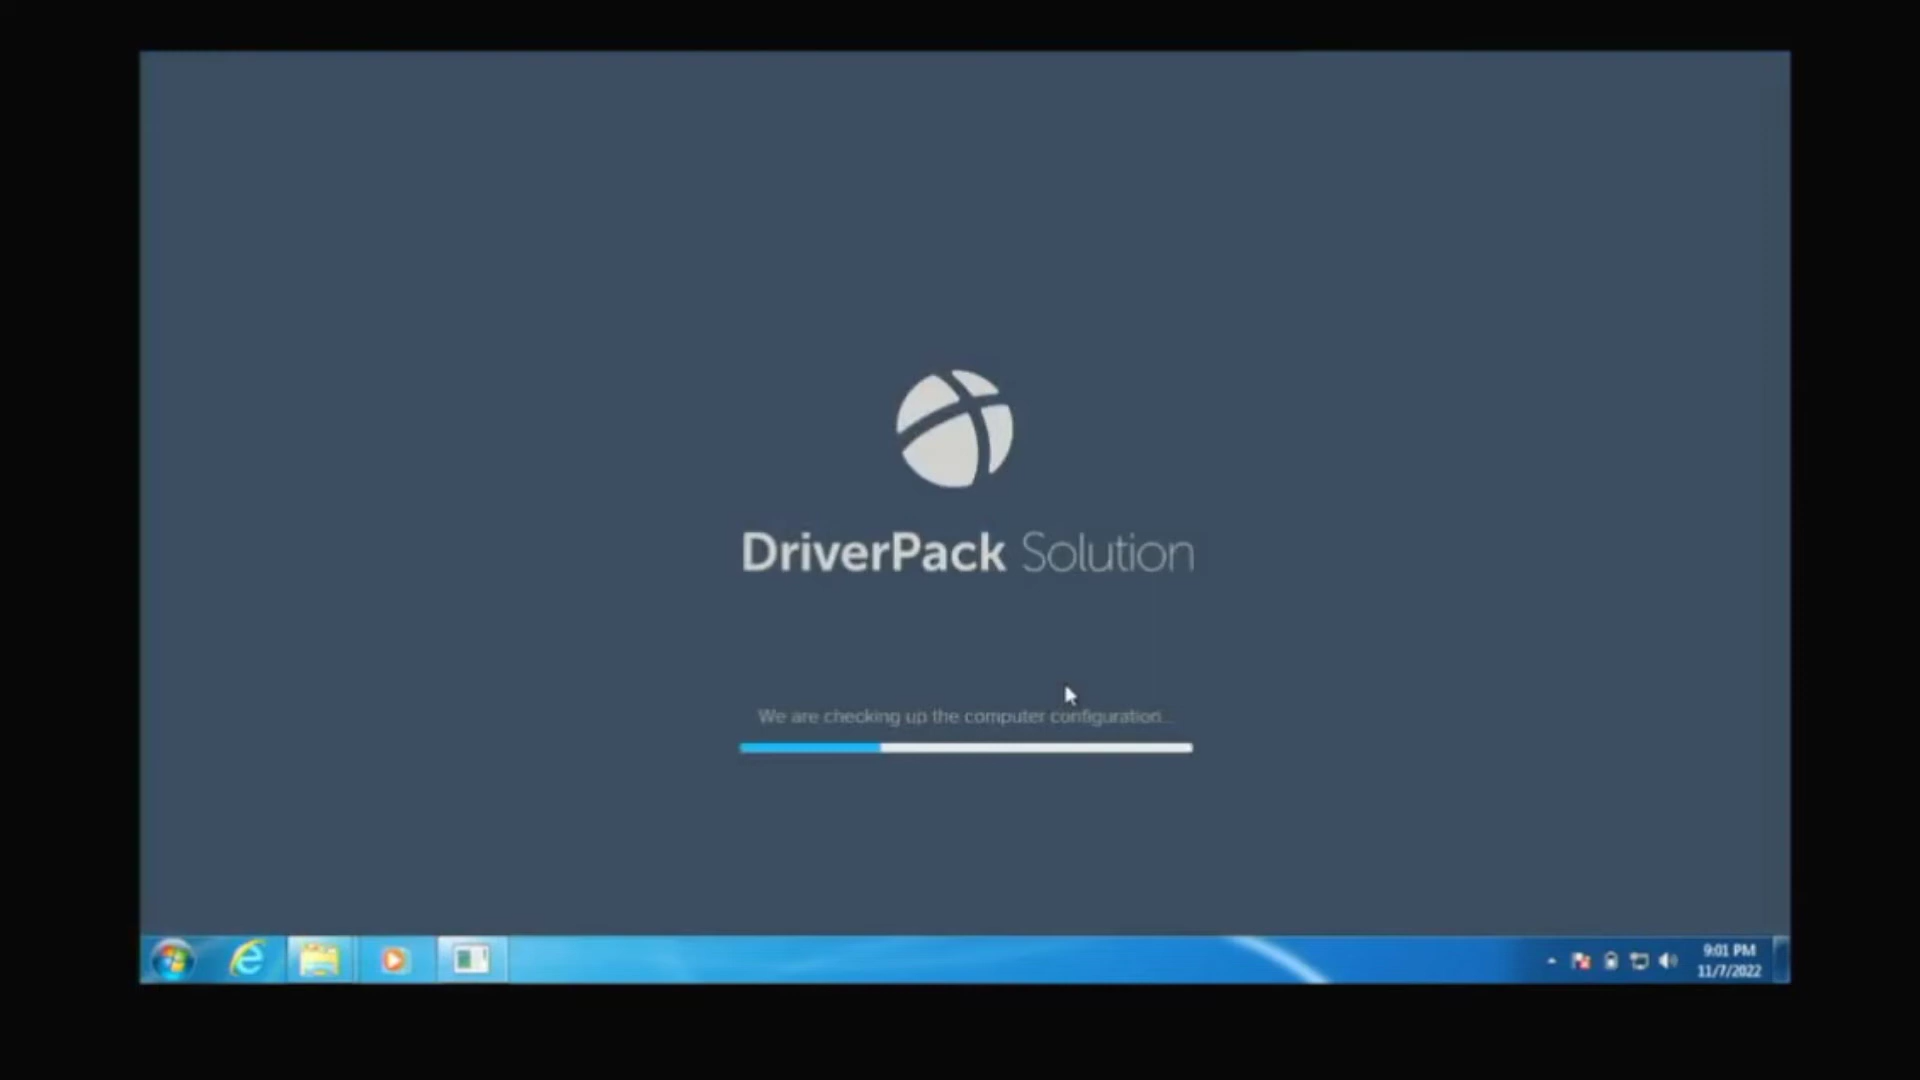 DriverPack Solution
We are checking up the computer configuration...
9:01 PM
11/7/2022